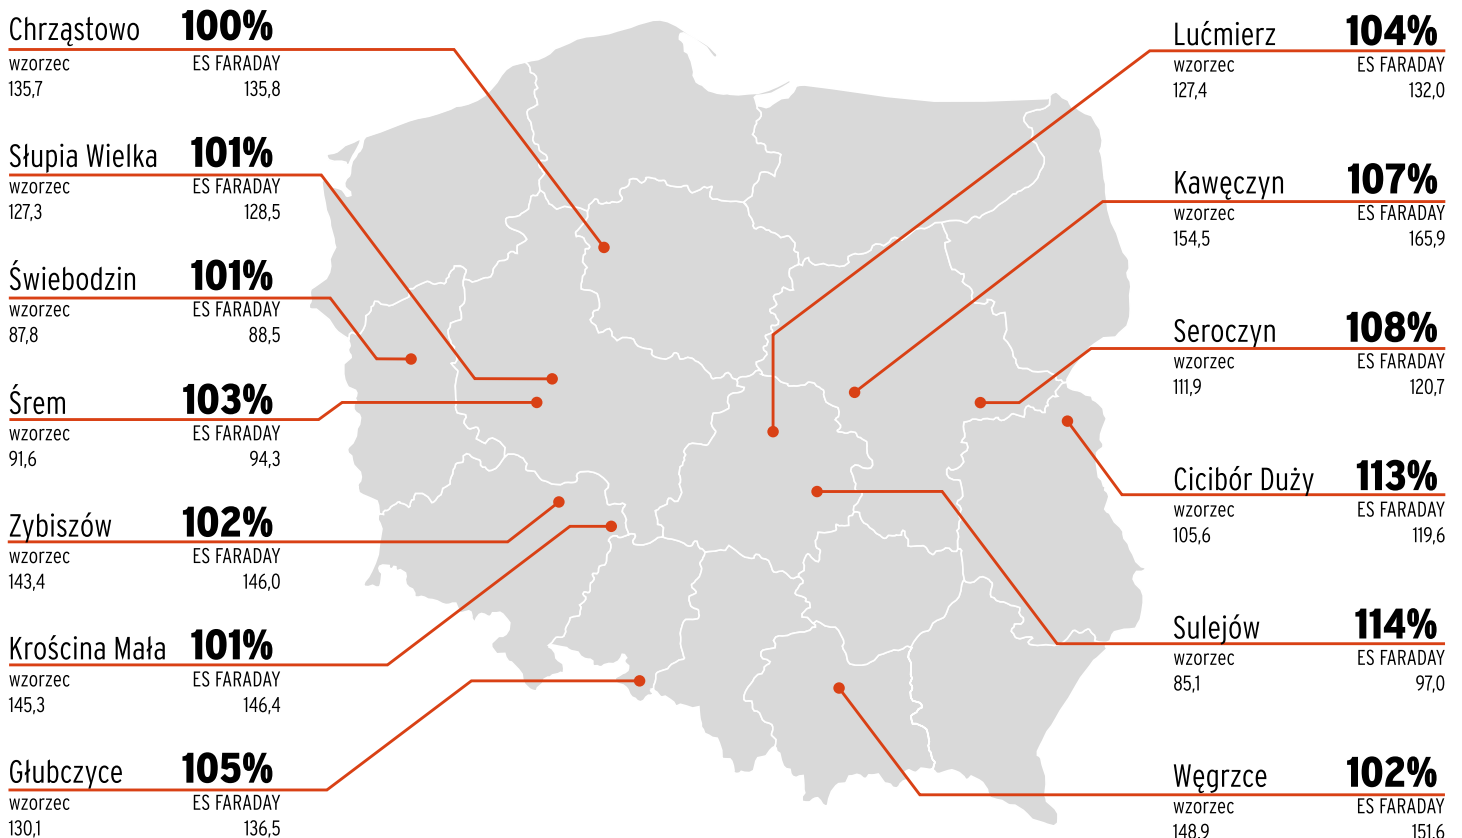 Chrząstowo 100%
wzorzec ES FARADAY
135,7 135,8
Słupia Wielka 101%
wzorzec ES FARADAY
127,3 128,5
Świebodzin 101%
wzorzec ES FARADAY
87,8 88,5
Śrem 103%
wzorzec ES FARADAY
91,6 94,3
Zybiszów 102%
wzorzec ES FARADAY
143,4 146,0
Krościna Mała 101%
wzorzec ES FARADAY
145,3 146,4
Głubczyce 105%
wzorzec ES FARADAY
130,1 136,5
Lućmierz 104%
wzorzec ES FARADAY
127,4 132,0
Kawęczyn 107%
wzorzec ES FARADAY
154,5 165,9
Seroczyn 108%
wzorzec ES FARADAY
111,9 120,7
Cicibór Duży 113%
wzorzec ES FARADAY
105,6 119,6
Sulejów 114%
wzorzec ES FARADAY
85,1 97,0
Węgrzce 102%
wzorzec ES FARADAY
148,9 151,6